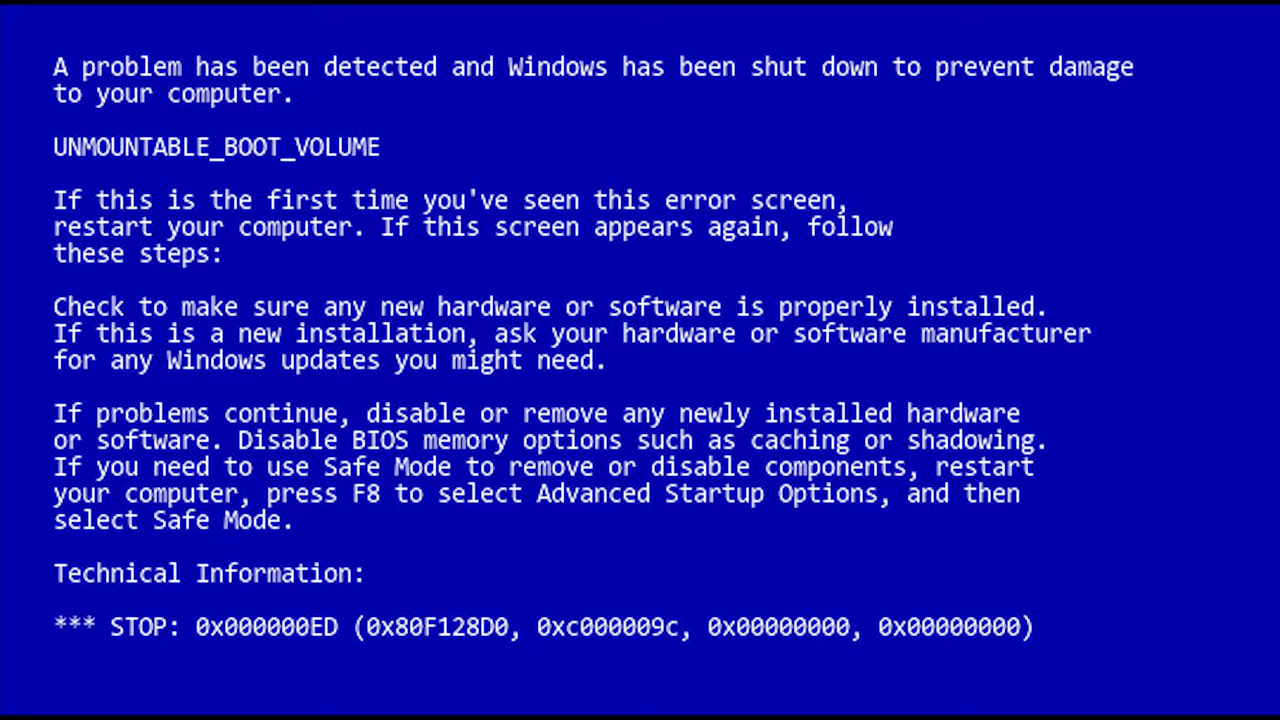 A problem has been detected and Windows has been shut down to prevent damage
to your computer.
UNMOUNTABLE_BOOT_VOLUME
If this is the first time you've seen this error screen,
restart your computer. If this screen appears again, follow
these steps:
Check to make sure any new hardware or software is properly installed.
If this is a new installation, ask your hardware or software manufacturer
for any Windows updates you might need.
If problems continue, disable or remove any newly installed hardware
or software. Disable BIOS memory options such as caching or shadowing.
If you need to use Safe Mode to remove or disable components, restart
your computer, press F8 to select Advanced Startup Options, and then
select Safe Mode.
Technical Information:
*** STOP: 0x000000ED (0x80F128D0, 0xc000009c, 0x00000000, 0x00000000)